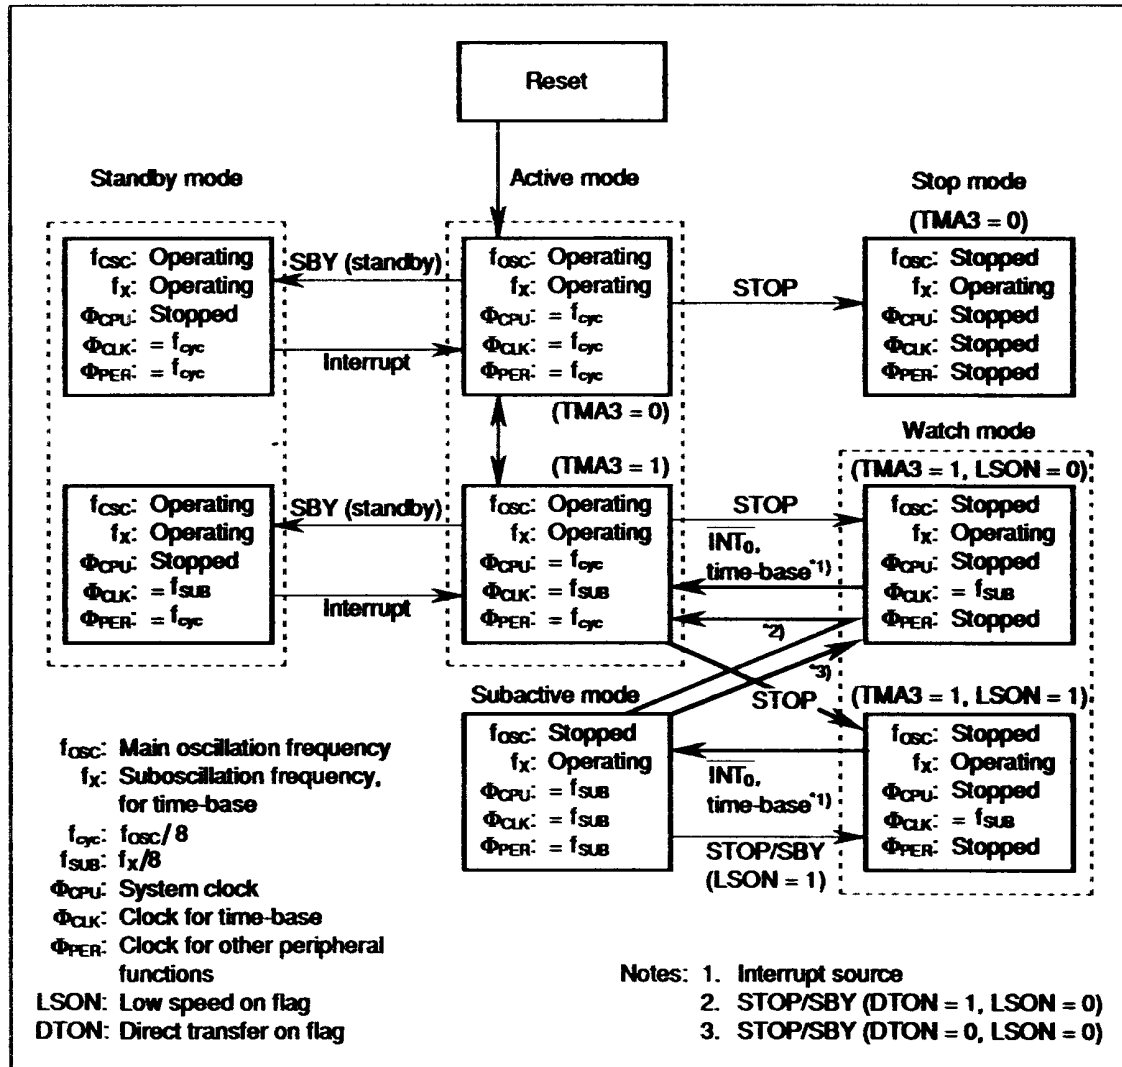 Reset
Standby mode
Active mode
Stop mode
(TMA3 = 0)
fCSC: Operating
fX: Operating
ΦCPU: Stopped
ΦCLK: = fcyc
ΦPER: = fcyc
SBY (standby)
Interrupt
fOSC: Operating
fX: Operating
ΦCPU: = fcyc
ΦCLK: = fcyc
ΦPER: = fcyc
(TMA3 = 0)
STOP
fOSC: Stopped
fX: Operating
ΦCPU: Stopped
ΦCLK: Stopped
ΦPER: Stopped
Watch mode
(TMA3 = 1)
(TMA3 = 1, LSON = 0)
fCSC: Operating
fX: Operating
ΦCPU: Stopped
ΦCLK: = fSUB
ΦPER: = fcyc
SBY (standby)
Interrupt
fOSC: Operating
fX: Operating
ΦCPU: = fcyc
ΦCLK: = fSUB
ΦPER: = fcyc
STOP
INT0,
time-base*1)
*2)
*3)
STOP
fOSC: Stopped
fX: Operating
ΦCPU: Stopped
ΦCLK: = fSUB
ΦPER: Stopped
Subactive mode
(TMA3 = 1, LSON = 1)
fOSC: Stopped
fX: Operating
ΦCPU: = fSUB
ΦCLK: = fSUB
ΦPER: = fSUB
INT0,
time-base*1)
STOP/SBY
(LSON = 1)
fOSC: Stopped
fX: Operating
ΦCPU: Stopped
ΦCLK: = fSUB
ΦPER: Stopped
fOSC: Main oscillation frequency
fX: Suboscillation frequency,
for time-base
fcyc: fOSC/8
fSUB: fX/8
ΦCPU: System clock
ΦCLK: Clock for time-base
ΦPER: Clock for other peripheral
functions
LSON: Low speed on flag
DTON: Direct transfer on flag
Notes: 1. Interrupt source
2. STOP/SBY (DTON = 1, LSON = 0)
3. STOP/SBY (DTON = 0, LSON = 0)